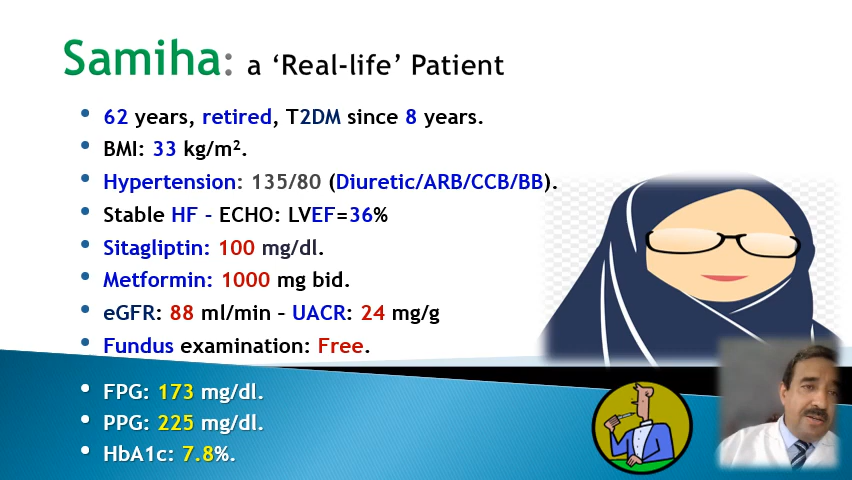 Samiha: a ‘Real-life’ Patient
• 62 years, retired, T2DM since 8 years.
• BMI: 33 kg/m².
• Hypertension: 135/80 (Diuretic/ARB/CCB/BB).
• Stable HF - ECHO: LVEF=36%
• Sitagliptin: 100 mg/dl.
• Metformin: 1000 mg bid.
• eGFR: 88 ml/min – UACR: 24 mg/g
• Fundus examination: Free.
• FPG: 173 mg/dl.
• PPG: 225 mg/dl.
• HbA1c: 7.8%.